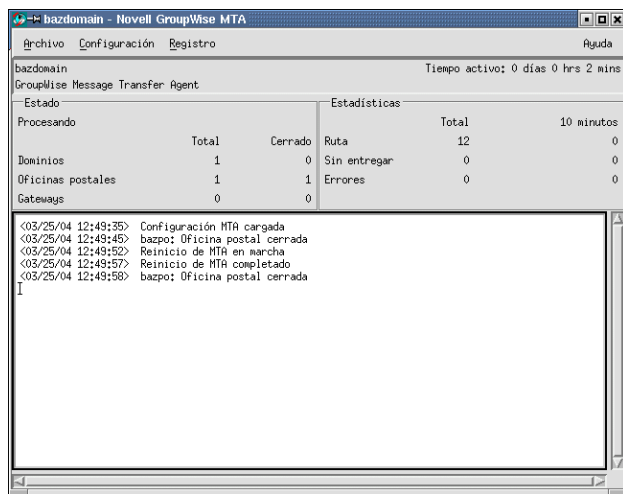 bazdomain - Novell GroupWise MTA
Archivo Configuración Registro Ayuda
bazdomain Tiempo activo: 0 días 0 hrs 2 mins
GroupWise Message Transfer Agent
Estado Estadísticas
Procesando Total 10 minutos
Total Cerrado Ruta 12 0
Dominios 1 0 Sin entregar 0 0
Oficinas postales 1 1 Errores 0 0
Gateways 0 0
<03/25/04 12:49:35> Configuración MTA cargada
<03/25/04 12:49:45> bazpo: Oficina postal cerrada
<03/25/04 12:49:52> Reinicio de MTA en marcha
<03/25/04 12:49:57> Reinicio de MTA completado
<03/25/04 12:49:58> bazpo: Oficina postal cerrada